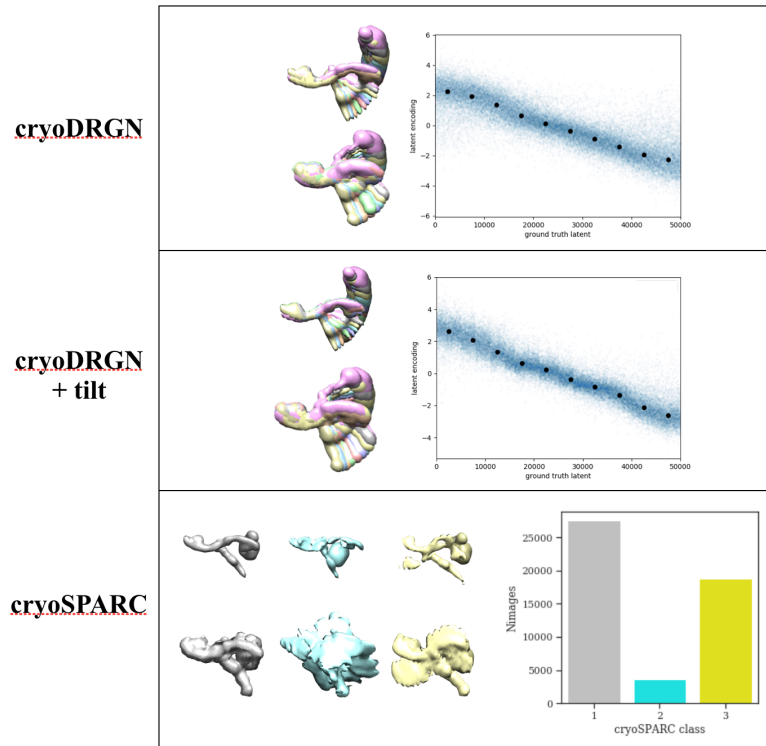 cryoDRGN
6
4
2
0
−2
−4
−6
latent encoding
0 10000 20000 30000 40000 50000
ground truth latent
cryoDRGN
+ tilt
6
4
2
0
−2
−4
latent encoding
0 10000 20000 30000 40000 50000
ground truth latent
cryoSPARC
25000
20000
15000
10000
5000
0
Nimages
1 2 3
cryoSPARC class